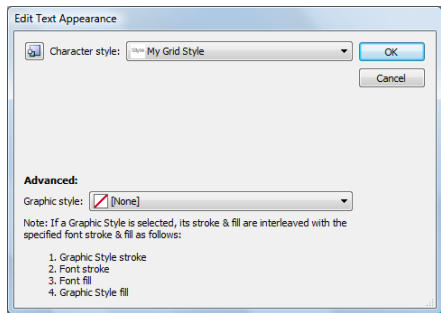 Edit Text Appearance
Character style: Style My Grid Style
OK
Cancel
Advanced:
Graphic style: [None]
Note: If a Graphic Style is selected, its stroke & fill are interleaved with the
specified font stroke & fill as follows:
1. Graphic Style stroke
2. Font stroke
3. Font fill
4. Graphic Style fill